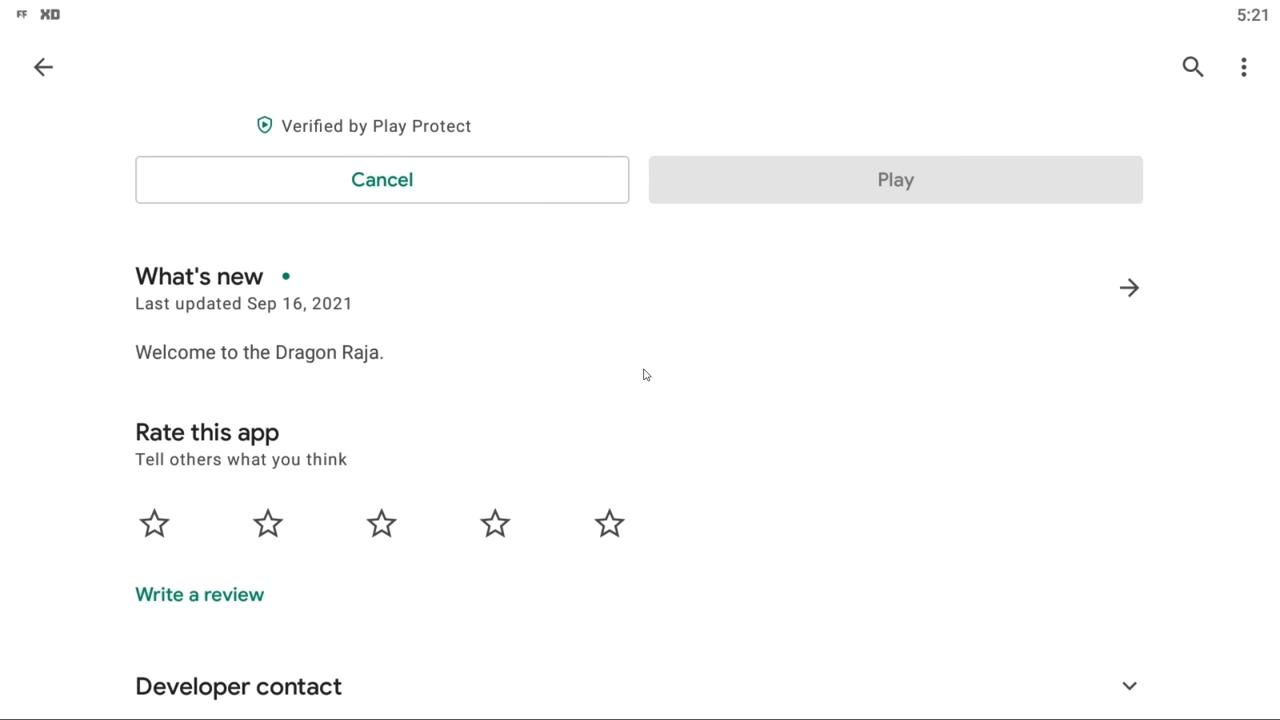 FF XD 5:21
Verified by Play Protect
Cancel
Play
What's new
Last updated Sep 16, 2021
Welcome to the Dragon Raja.
Rate this app
Tell others what you think
Write a review
Developer contact